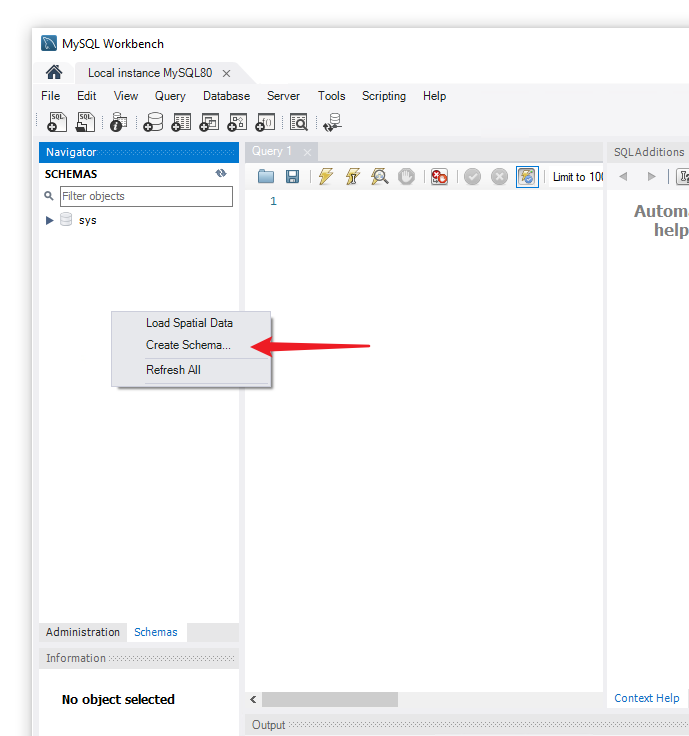 MySQL Workbench
Local instance MySQL80
File Edit View Query Database Server Tools Scripting Help
SQL SQL
Navigator
SCHEMAS
Filter objects
sys
Load Spatial Data
Create Schema...
Refresh All
Administration Schemas
Information
No object selected
Query 1
Limit to 100
1
Output
SQLAdditions
Autom
help
Context Help